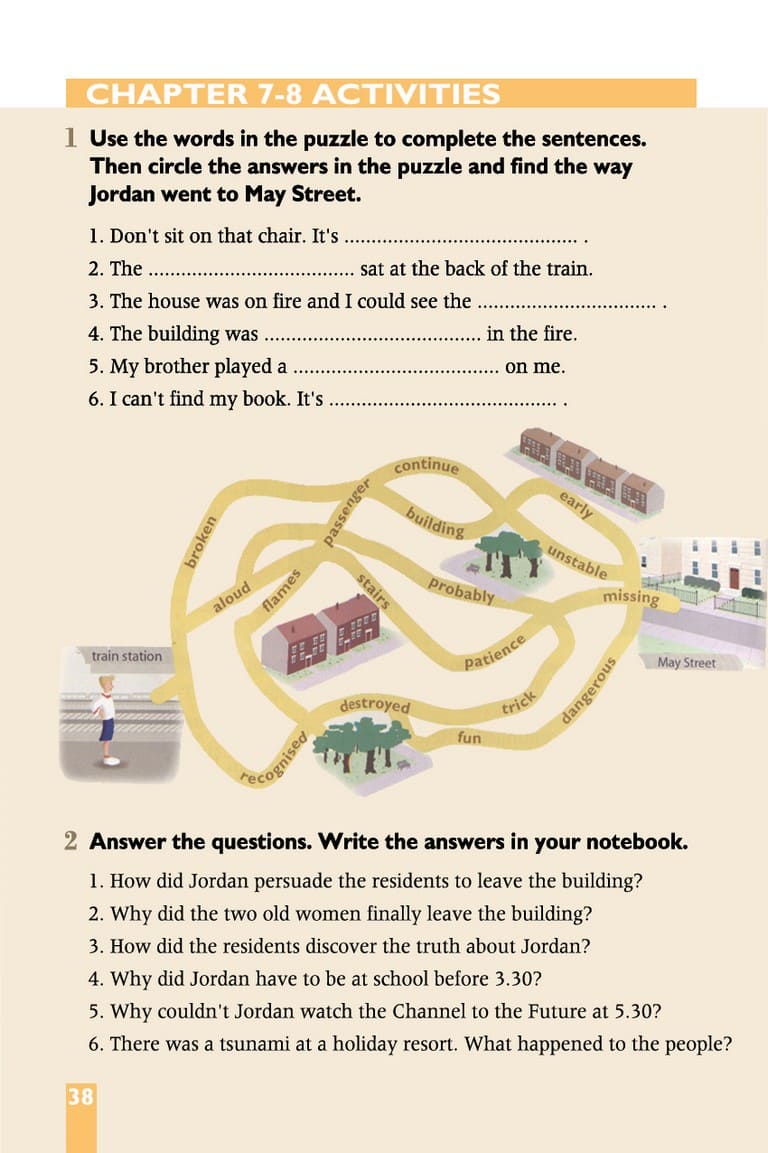 CHAPTER 7-8 ACTIVITIES
1 Use the words in the puzzle to complete the sentences.
Then circle the answers in the puzzle and find the way
Jordan went to May Street.
1. Don't sit on that chair. It's ........................................... .
2. The ...................................... sat at the back of the train.
3. The house was on fire and I could see the ................................. .
4. The building was ........................................ in the fire.
5. My brother played a ...................................... on me.
6. I can't find my book. It's .......................................... .
continue
early
passenger
building
broken
unstable
stairs
flames
aloud
probably
missing
patience
train station
May Street
dangerous
destroyed
trick
fun
recognised
2 Answer the questions. Write the answers in your notebook.
1. How did Jordan persuade the residents to leave the building?
2. Why did the two old women finally leave the building?
3. How did the residents discover the truth about Jordan?
4. Why did Jordan have to be at school before 3.30?
5. Why couldn't Jordan watch the Channel to the Future at 5.30?
6. There was a tsunami at a holiday resort. What happened to the people?
38